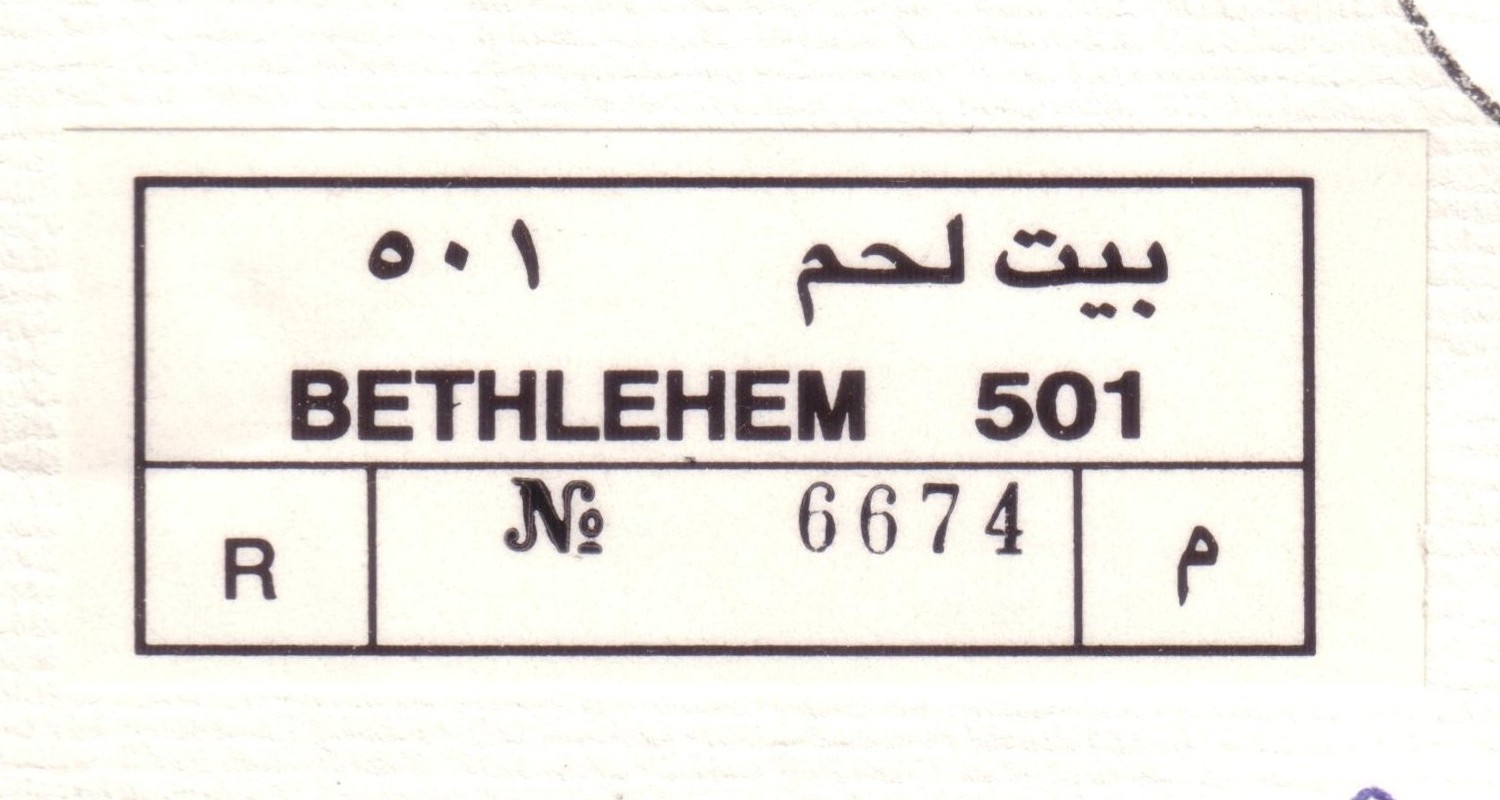 بيت لحم ٥٠١
BETHLEHEM 501
R № 6674 م